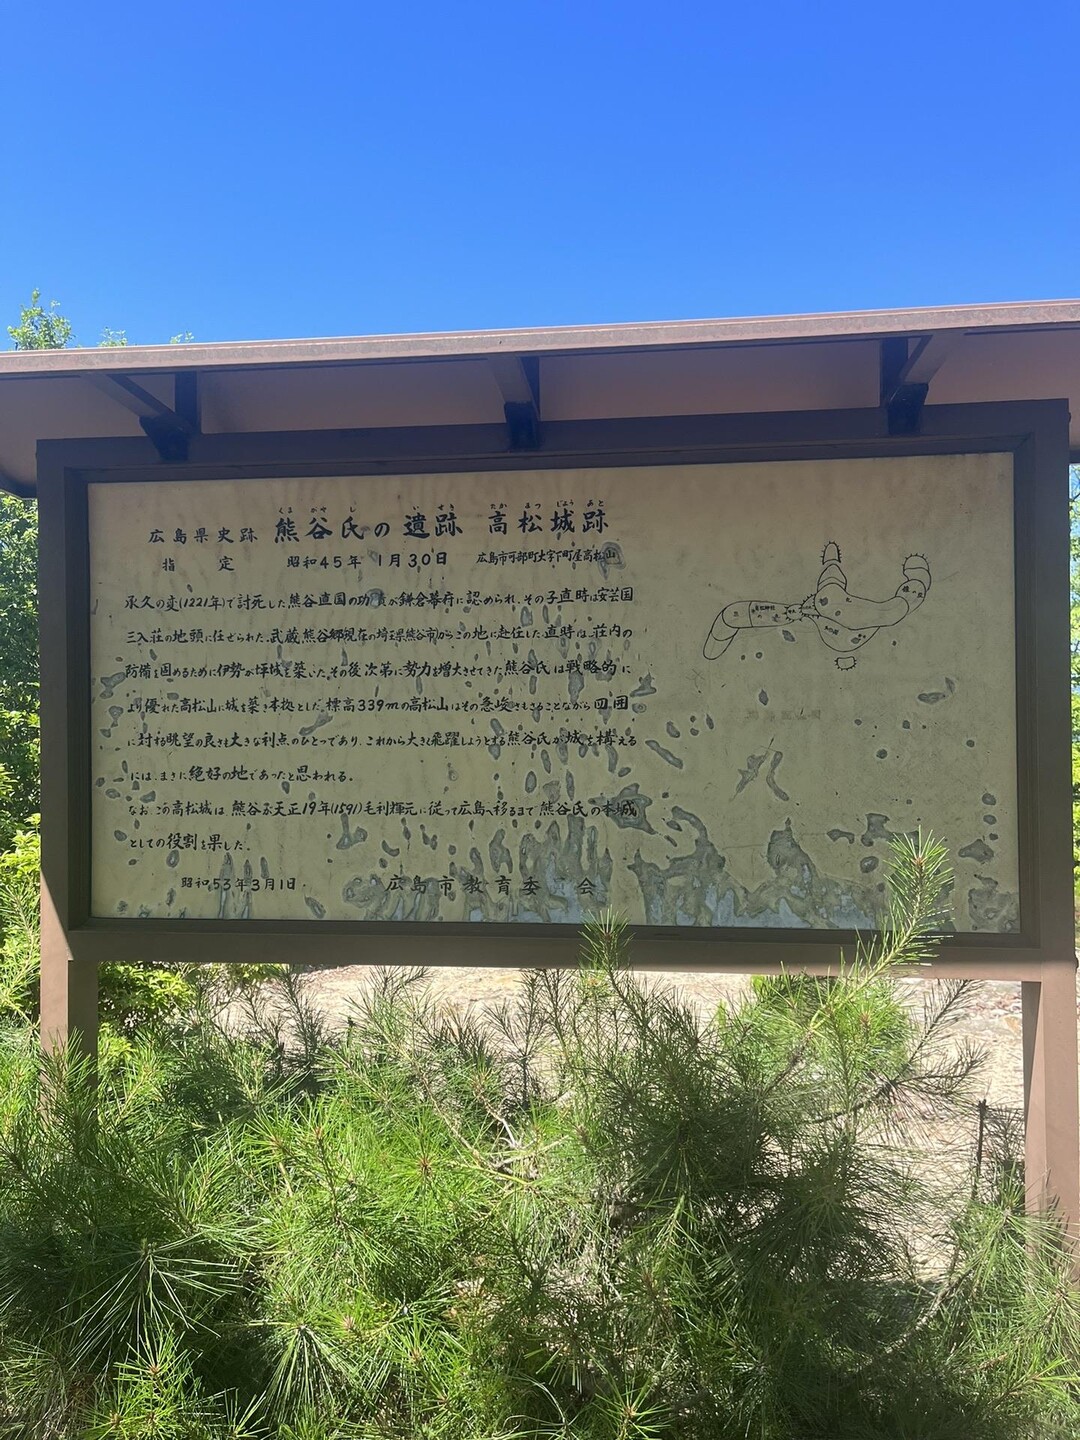 くま がや し い せき たか まつ じょう あと
広島県史跡 熊谷氏の遺跡 高松城跡
指 定 昭和45年 1月30日 広島市可部町大字下町屋高松山
承久の変(1221年)で討死した熊谷直国の功 が鎌倉幕府に認められ、その子直時は安芸国
三入荘の地頭に任ぜられた。武蔵熊谷郷(現在の埼玉県熊谷市)からこの地に赴任した直時は、荘内の
防備を固めるために伊勢が坪城を築いた。その後次第に勢力を増大させてきた熊谷氏は戦略的に
より優れた高松山に城を築き本拠とした。標高339mの高松山はその急峻さもさることながら四囲
に対する眺望の良さも大きな利点のひとつであり、これから大きく飛躍しようとする熊谷氏が城を構える
には、まさに絶好の地であったと思われる。
なお、この高松城は、熊谷氏が天正19年(1591)毛利輝元に従って広島へ移るまで熊谷氏の本城
としての役割を果した。
昭和53年3月1日 広島市教育委 会